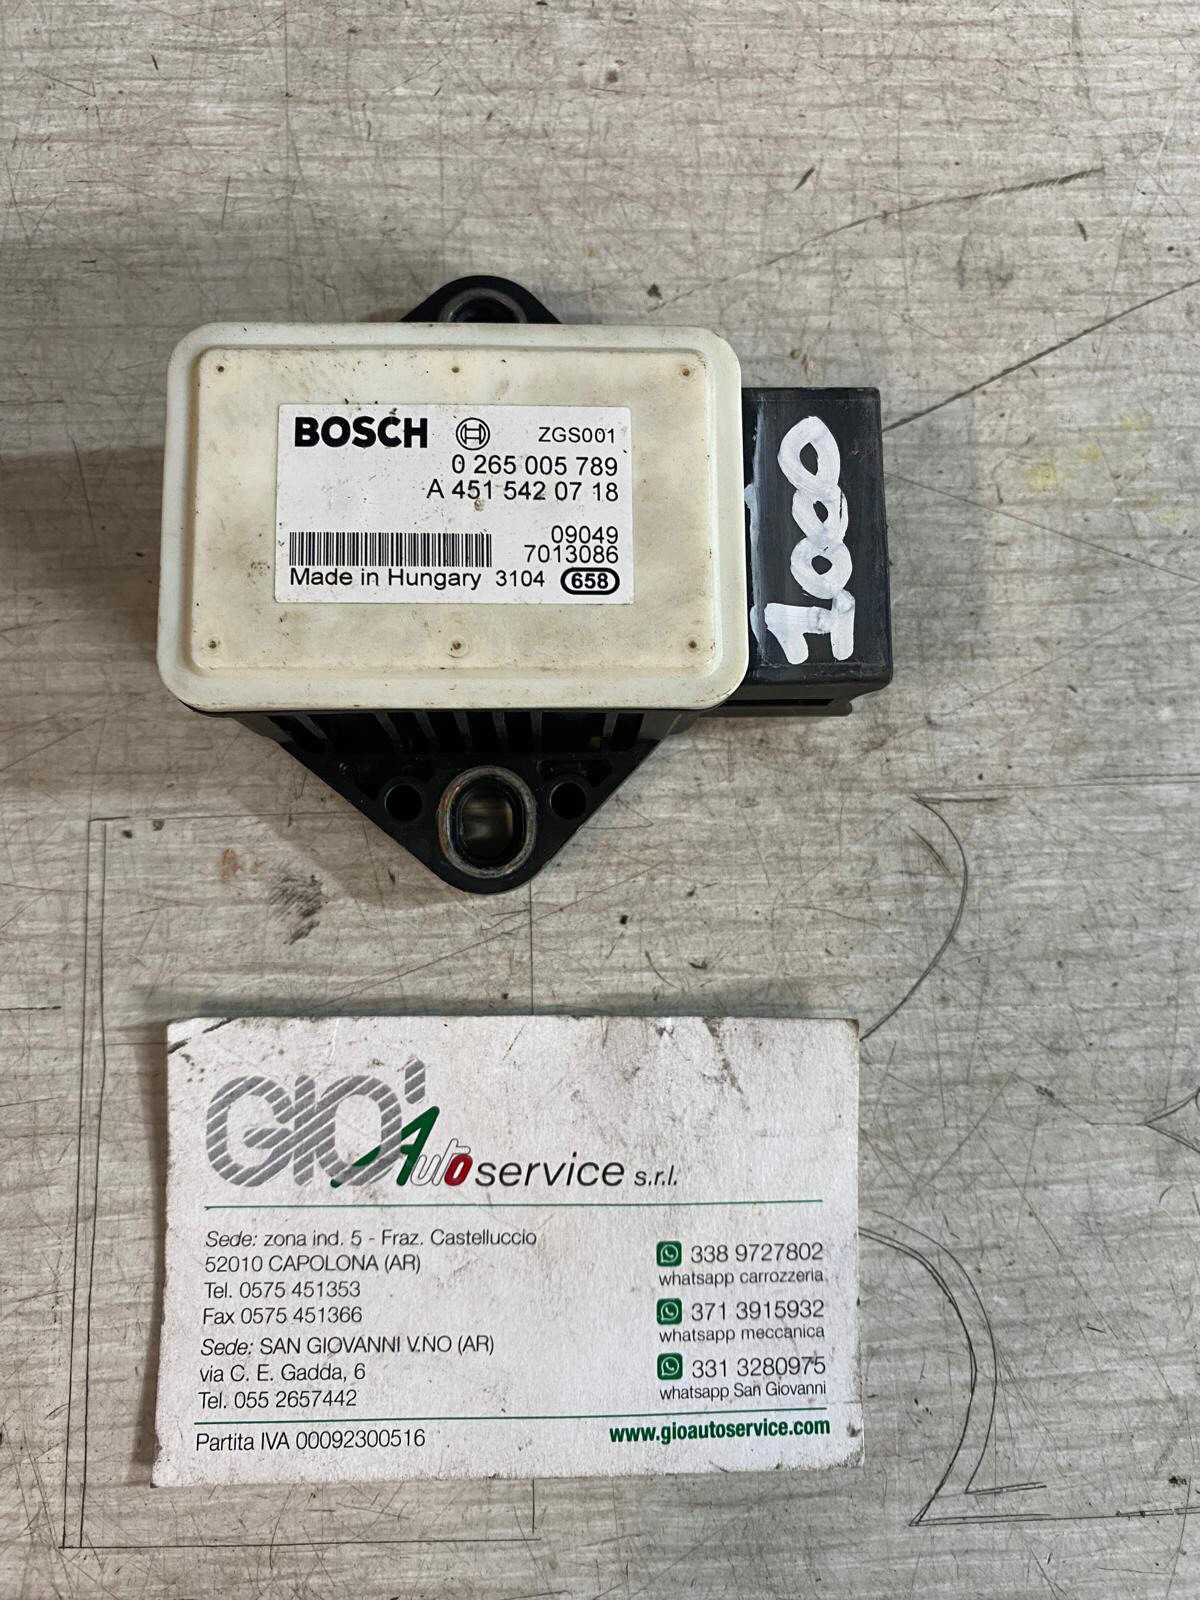 BOSCH ZGS001
0 265 005 789
A 451 542 07 18
09049
7013086
Made in Hungary 3104 658
GIO' Auto service s.r.l.
Sede: zona ind. 5 - Fraz. Castelluccio
52010 CAPOLONA (AR)
Tel. 0575 451353
Fax 0575 451366
Sede: SAN GIOVANNI V.NO (AR)
via C. E. Gadda, 6
Tel. 055 2657442
338 9727802
whatsapp carrozzeria
371 3915932
whatsapp meccanica
331 3280975
whatsapp San Giovanni
Partita IVA 00092300516
www.gioautoservice.com